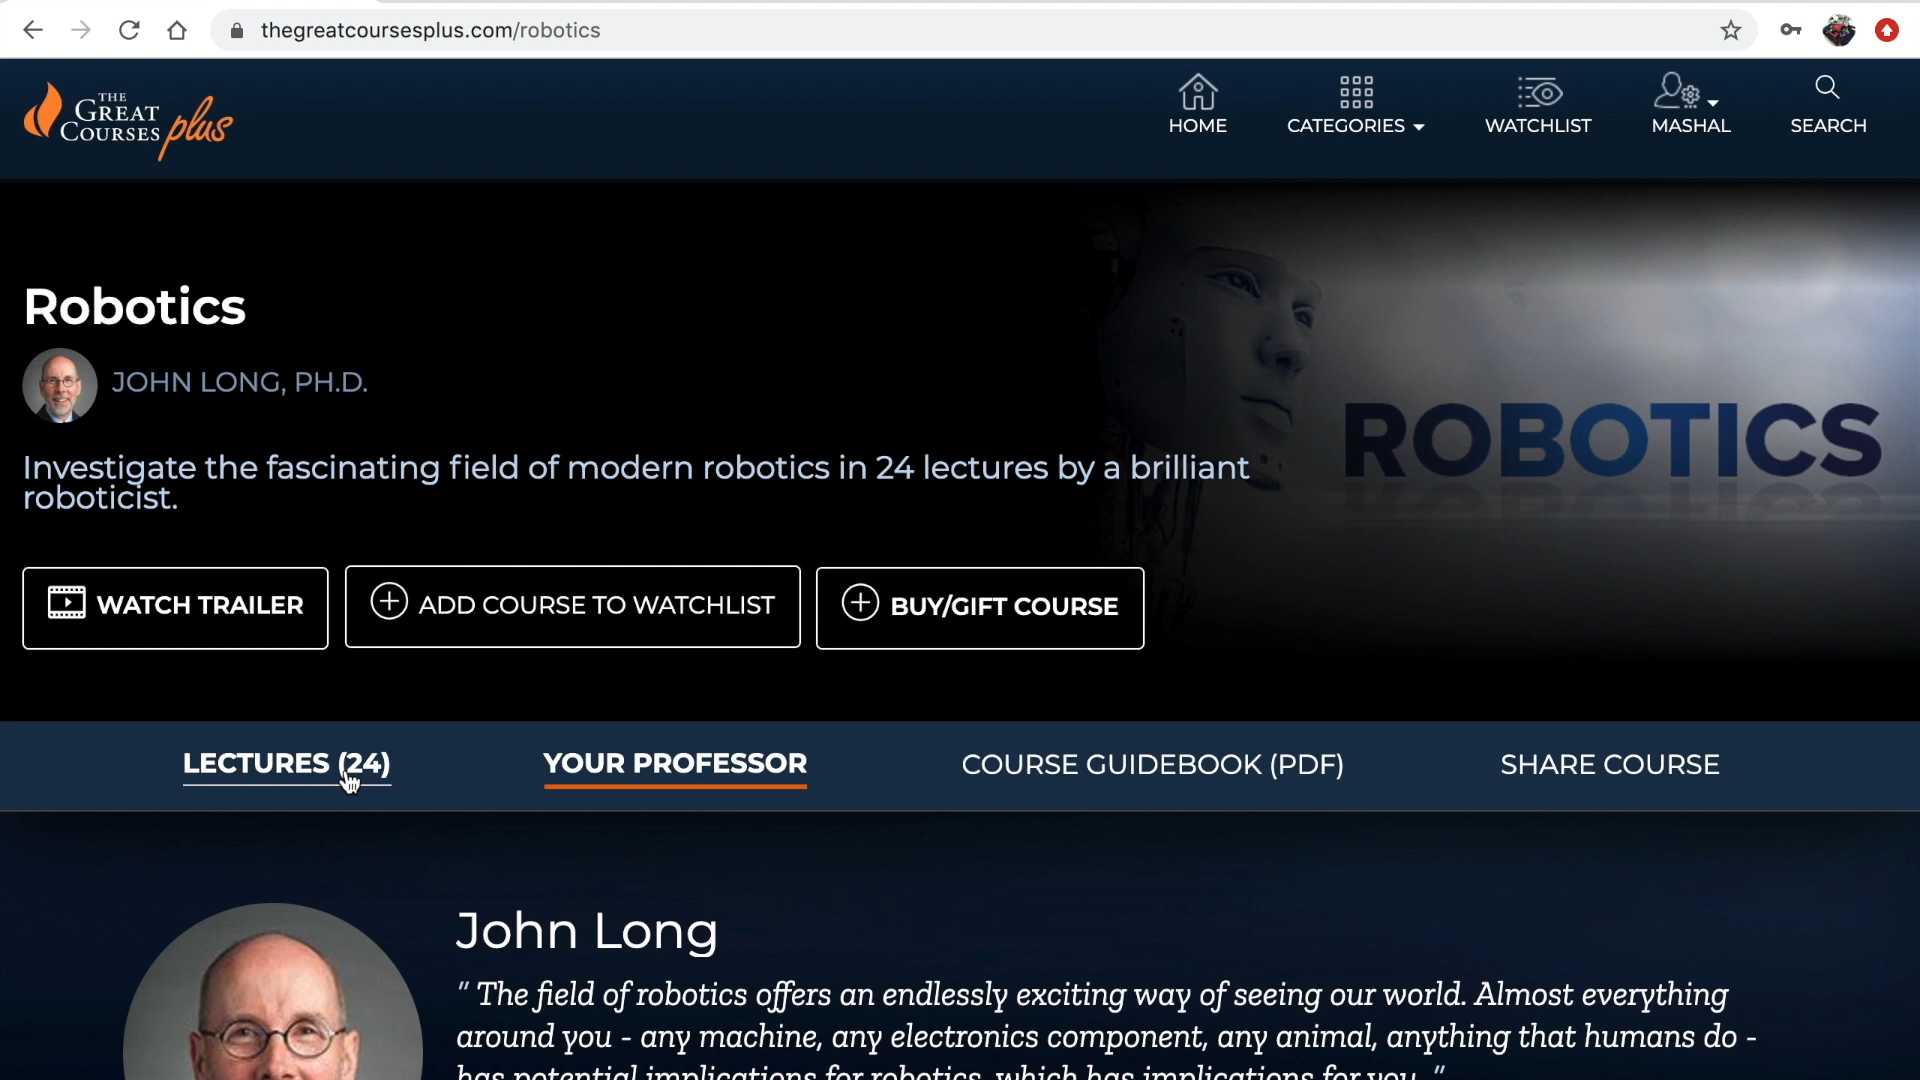 thegreatcoursesplus.com/robotics
THE
GREAT
COURSES plus
HOME
CATEGORIES
WATCHLIST
MASHAL
SEARCH
Robotics
JOHN LONG, PH.D.
Investigate the fascinating field of modern robotics in 24 lectures by a brilliant
roboticist.
ROBOTICS
WATCH TRAILER
ADD COURSE TO WATCHLIST
BUY/GIFT COURSE
LECTURES (24)
YOUR PROFESSOR
COURSE GUIDEBOOK (PDF)
SHARE COURSE
John Long
" The field of robotics offers an endlessly exciting way of seeing our world. Almost everything
around you - any machine, any electronics component, any animal, anything that humans do -
has potential implications for robotics, which has implications for you. "